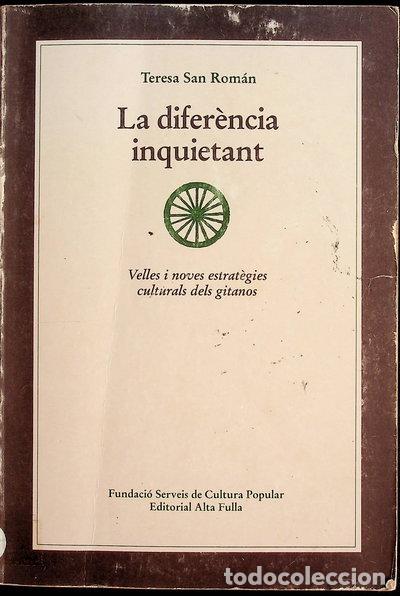 Teresa San Román
La diferència
inquietant
Velles i noves estratègies
culturals dels gitanos
Fundació Serveis de Cultura Popular
Editorial Alta Fulla
todocoleccion